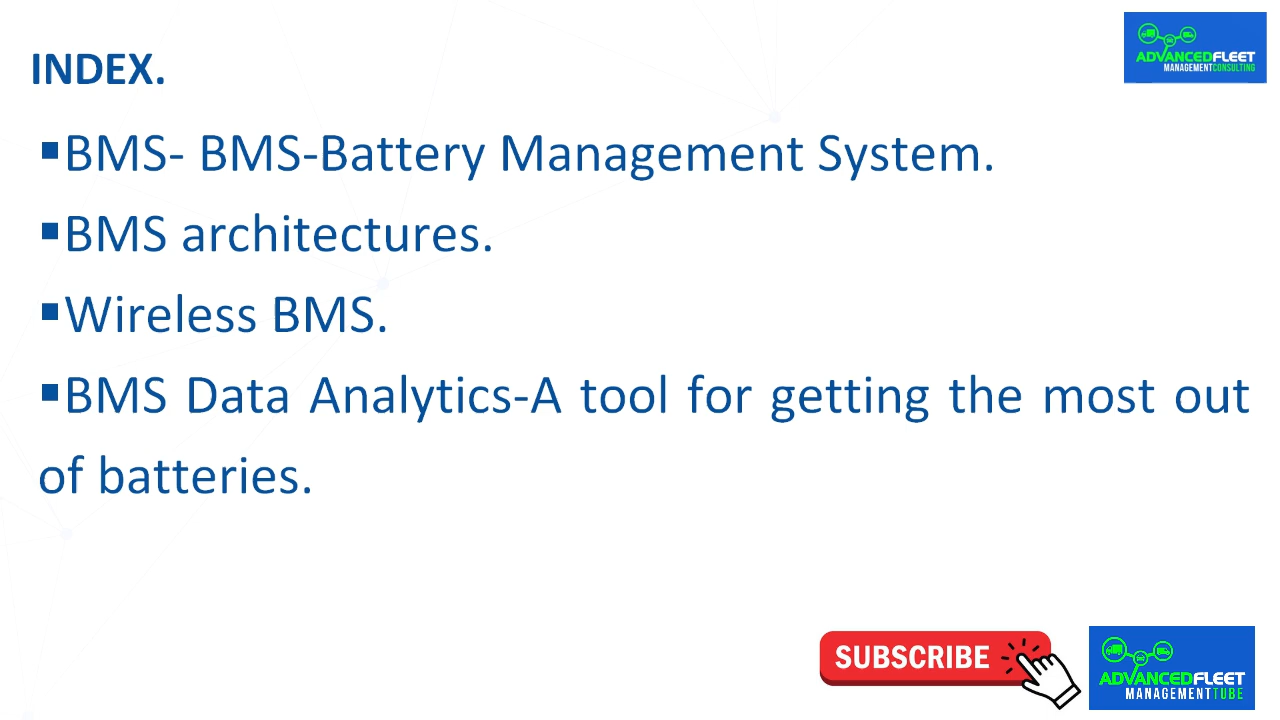 INDEX.
ADVANCEDFLEET
MANAGEMENTCONSULTING
▪BMS- BMS-Battery Management System.
▪BMS architectures.
▪Wireless BMS.
▪BMS Data Analytics-A tool for getting the most out
of batteries.
SUBSCRIBE
ADVANCEDFLEET
MANAGEMENTTUBE